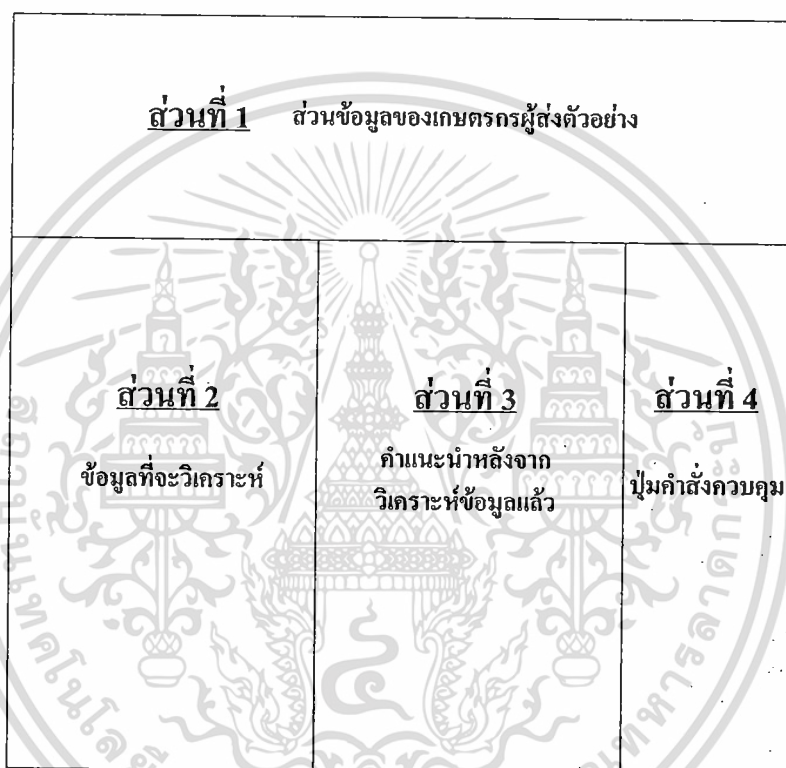 ส่วนที่ 1 ส่วนข้อมูลของเกษตรกรผู้ส่งตัวอย่าง
ส่วนที่ 2
ข้อมูลที่จะวิเคราะห์
ส่วนที่ 3
คำแนะนำหลังจาก
วิเคราะห์ข้อมูลแล้ว
ส่วนที่ 4
ปุ่มคำสั่งควบคุม